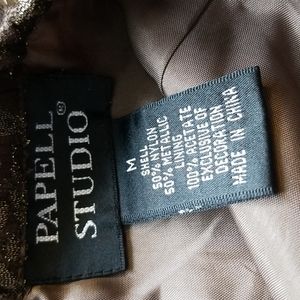 PAPELL ®
STUDIO
M
SHELL
50% NYLON
50% METALLIC
LINING
100% ACETATE
EXCLUSIVE OF
DECORATION
MADE IN CHINA